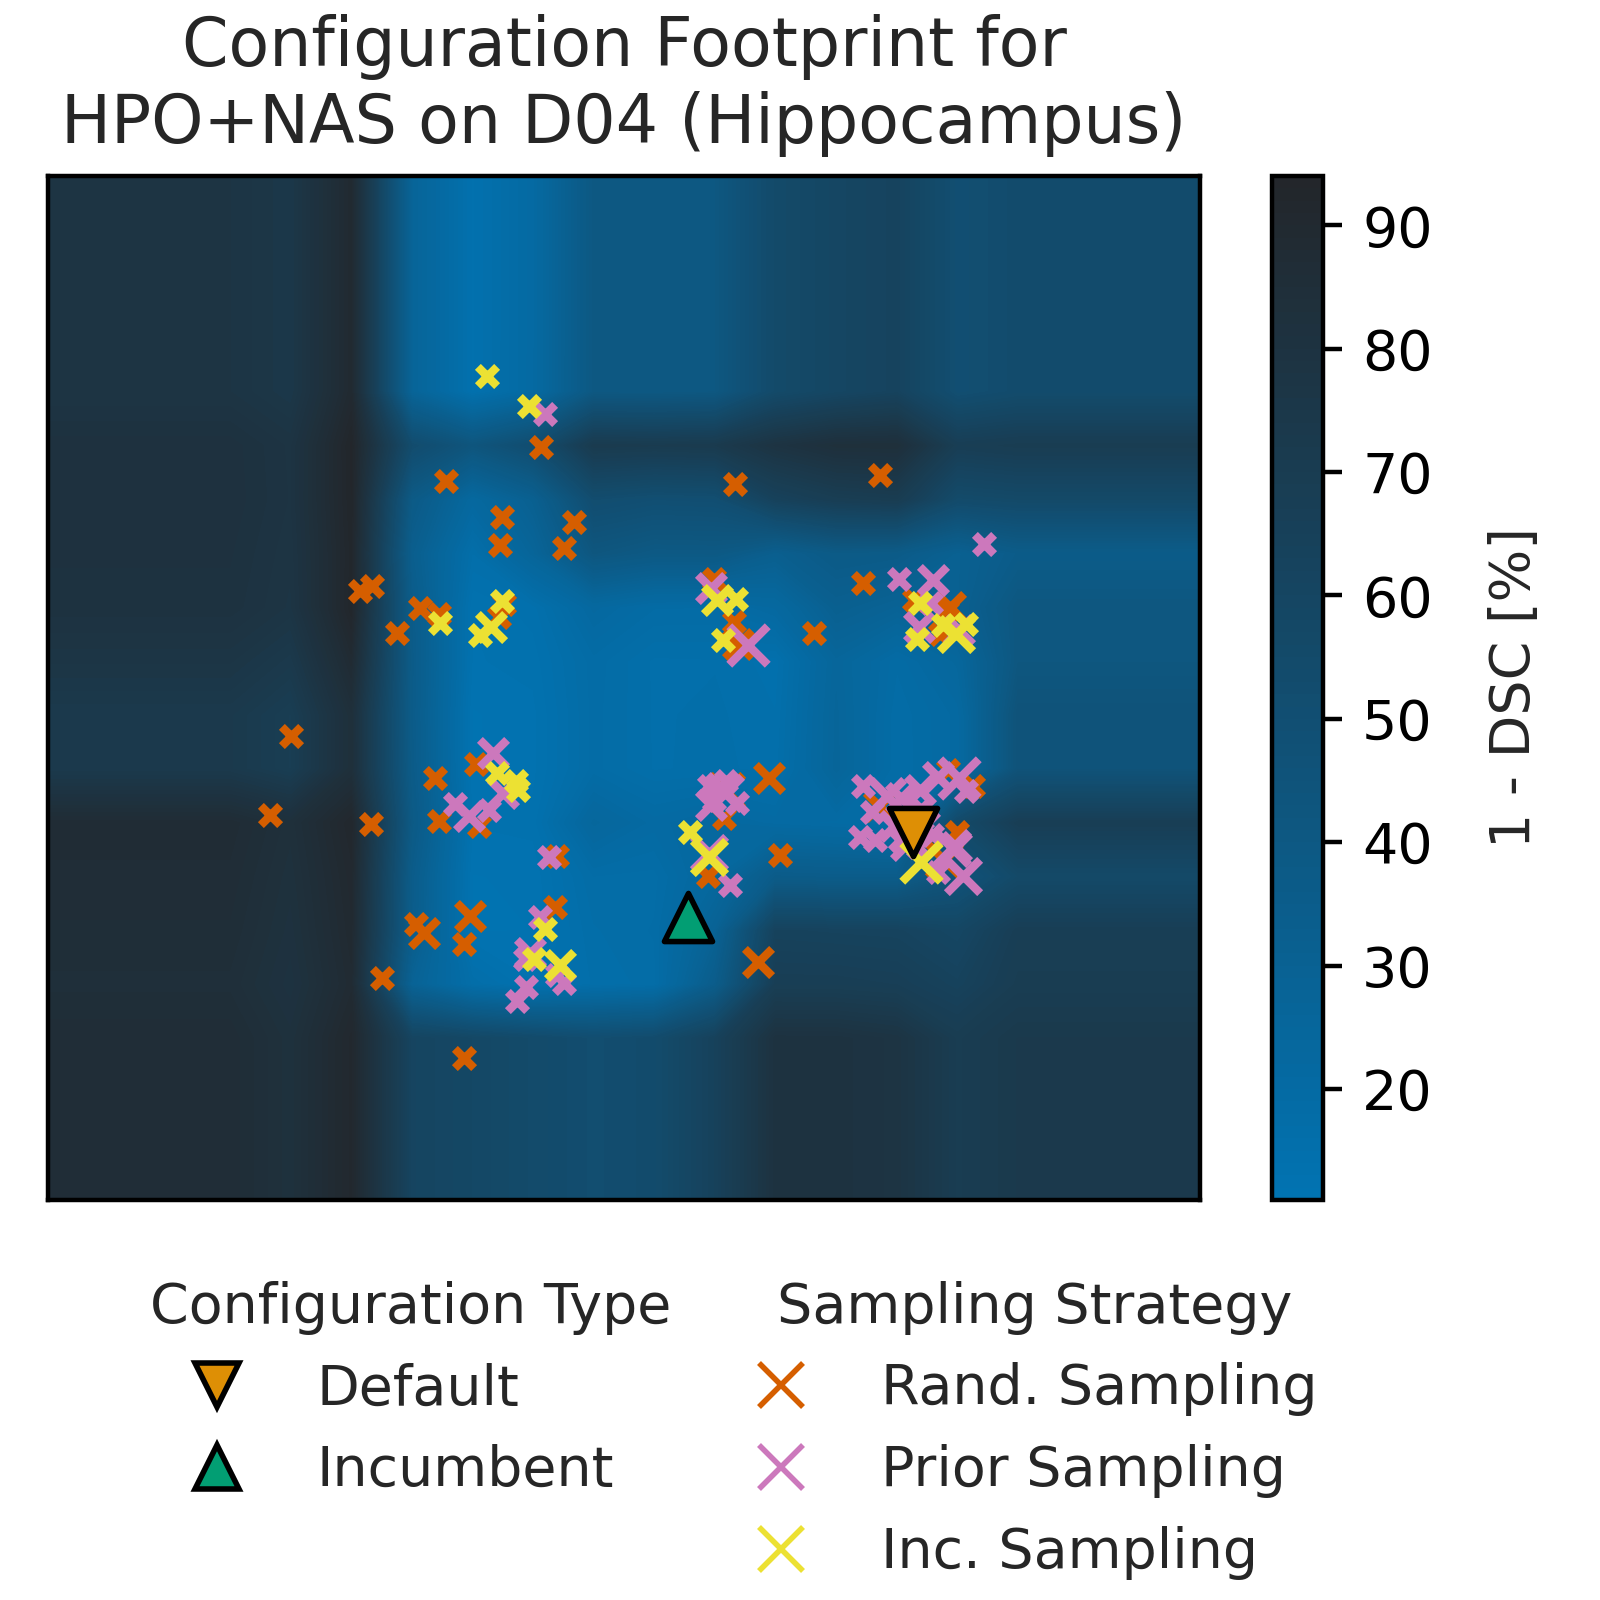 Configuration Footprint for
HPO+NAS on D04 (Hippocampus)
90
80
70
60
50
40
30
20
1 - DSC [%]
Configuration Type
Default
Incumbent
Sampling Strategy
Rand. Sampling
Prior Sampling
Inc. Sampling